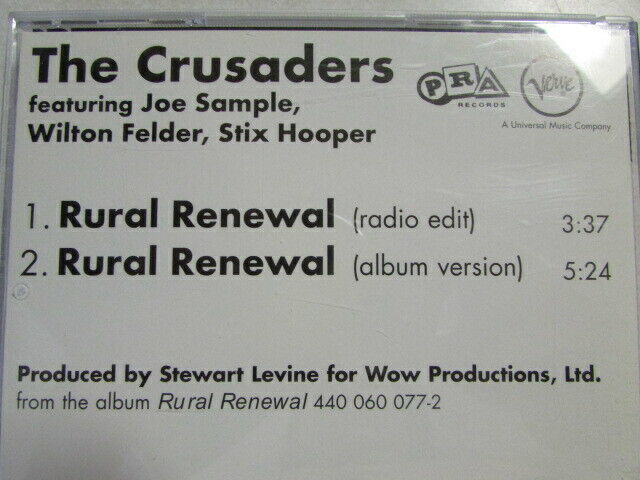 The Crusaders
featuring Joe Sample,
Wilton Felder, Stix Hooper
PRA
RECORDS
Verve
A Universal Music Company
1. Rural Renewal (radio edit) 3:37
2. Rural Renewal (album version) 5:24
Produced by Stewart Levine for Wow Productions, Ltd.
from the album Rural Renewal 440 060 077-2